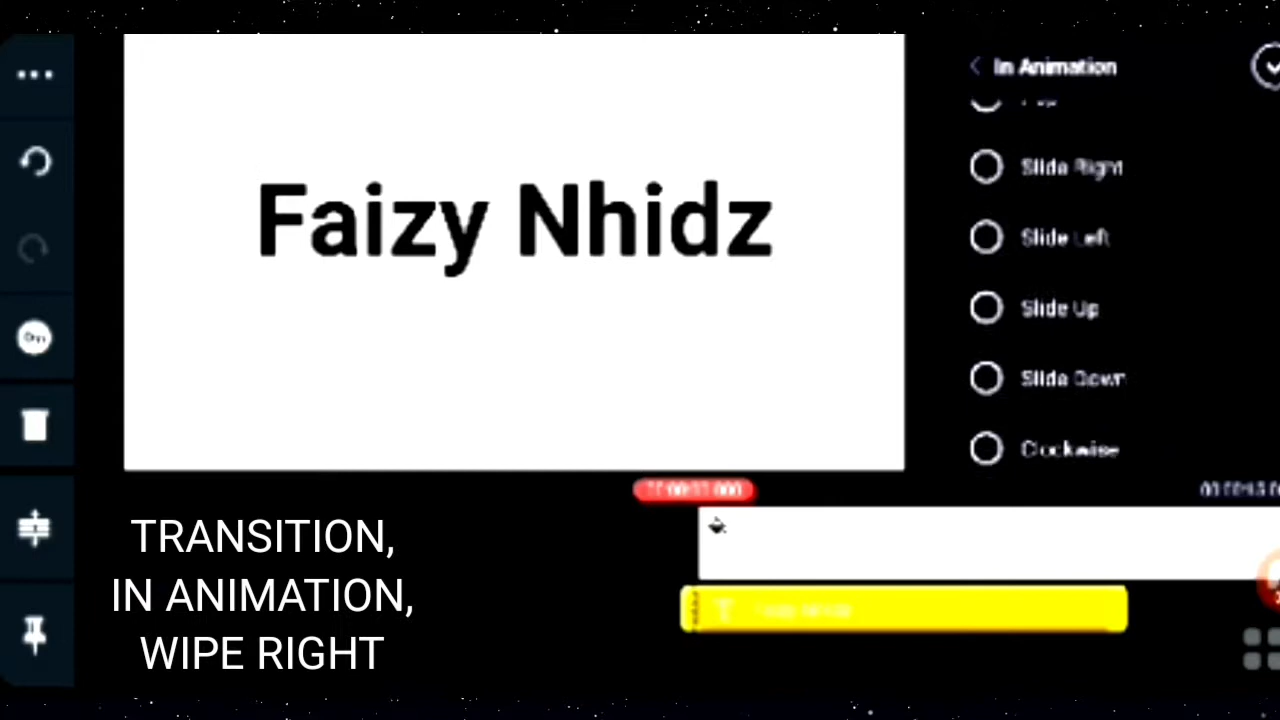 In Animation
Slide Right
Faizy Nhidz
Slide Left
Slide Up
Slide Down
Clockwise
TRANSITION,
IN ANIMATION,
WIPE RIGHT